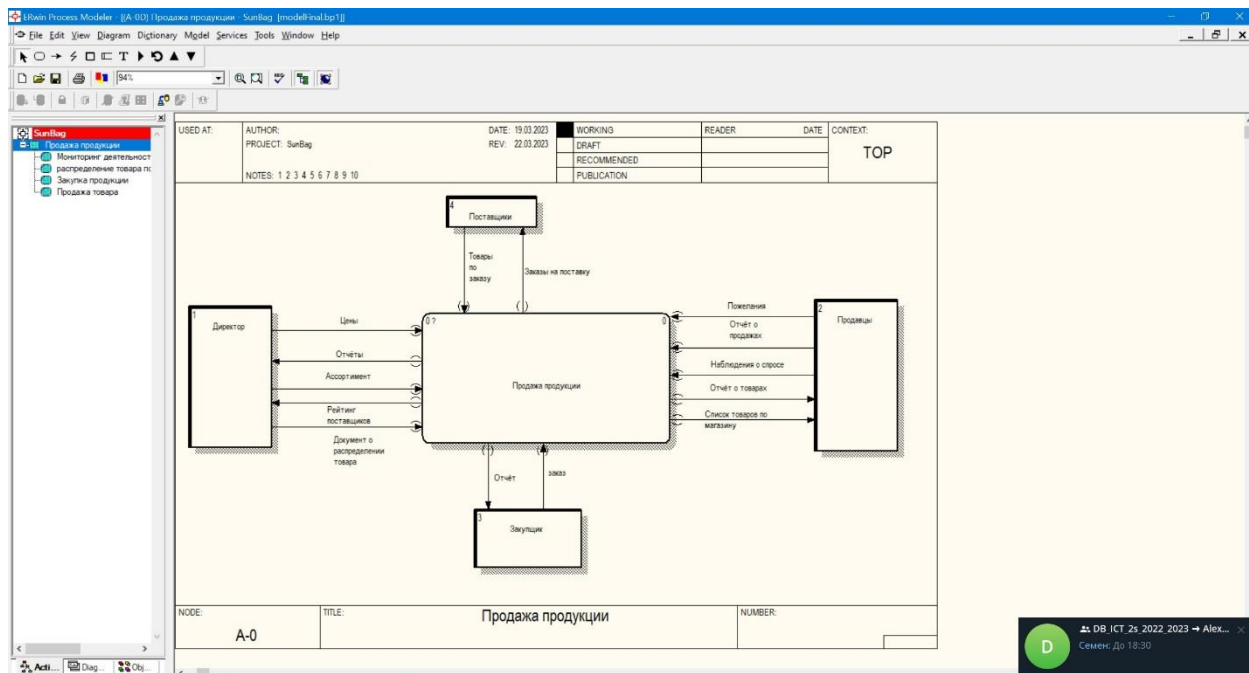 ERwin Process Modeler - [(A-0D) Продажа продукции - SunBag [modelFinal.bp1]]
File Edit View Diagram Dictionary Model Services Tools Window Help
94%
SunBag
Продажа продукции
Мониторинг деятельност
распределение товара по
Закупка продукции
Продажа товара
Acti... Diag... Obj...
USED AT:
AUTHOR:
PROJECT: SunBag
NOTES: 1 2 3 4 5 6 7 8 9 10
DATE: 19.03.2023
REV: 22.03.2023
WORKING
DRAFT
RECOMMENDED
PUBLICATION
READER
DATE
CONTEXT:
TOP
4
Поставщики
Товары
по
заказу
Заказы на поставку
1
Директор
Цены
Отчёты
Ассортимент
Рейтинг
поставщиков
Документ о
распределении
товара
0 ?
0
Продажа продукции
Пожелания
Отчёт о
продажах
Наблюдения о спросе
Отчёт о товарах
Список товаров по
магазину
2
Продавцы
Отчёт
заказ
3
Закупщик
NODE:
A-0
TITLE:
Продажа продукции
NUMBER:
D
DB_ICT_2s_2022_2023 → Alex...
Семен: До 18:30